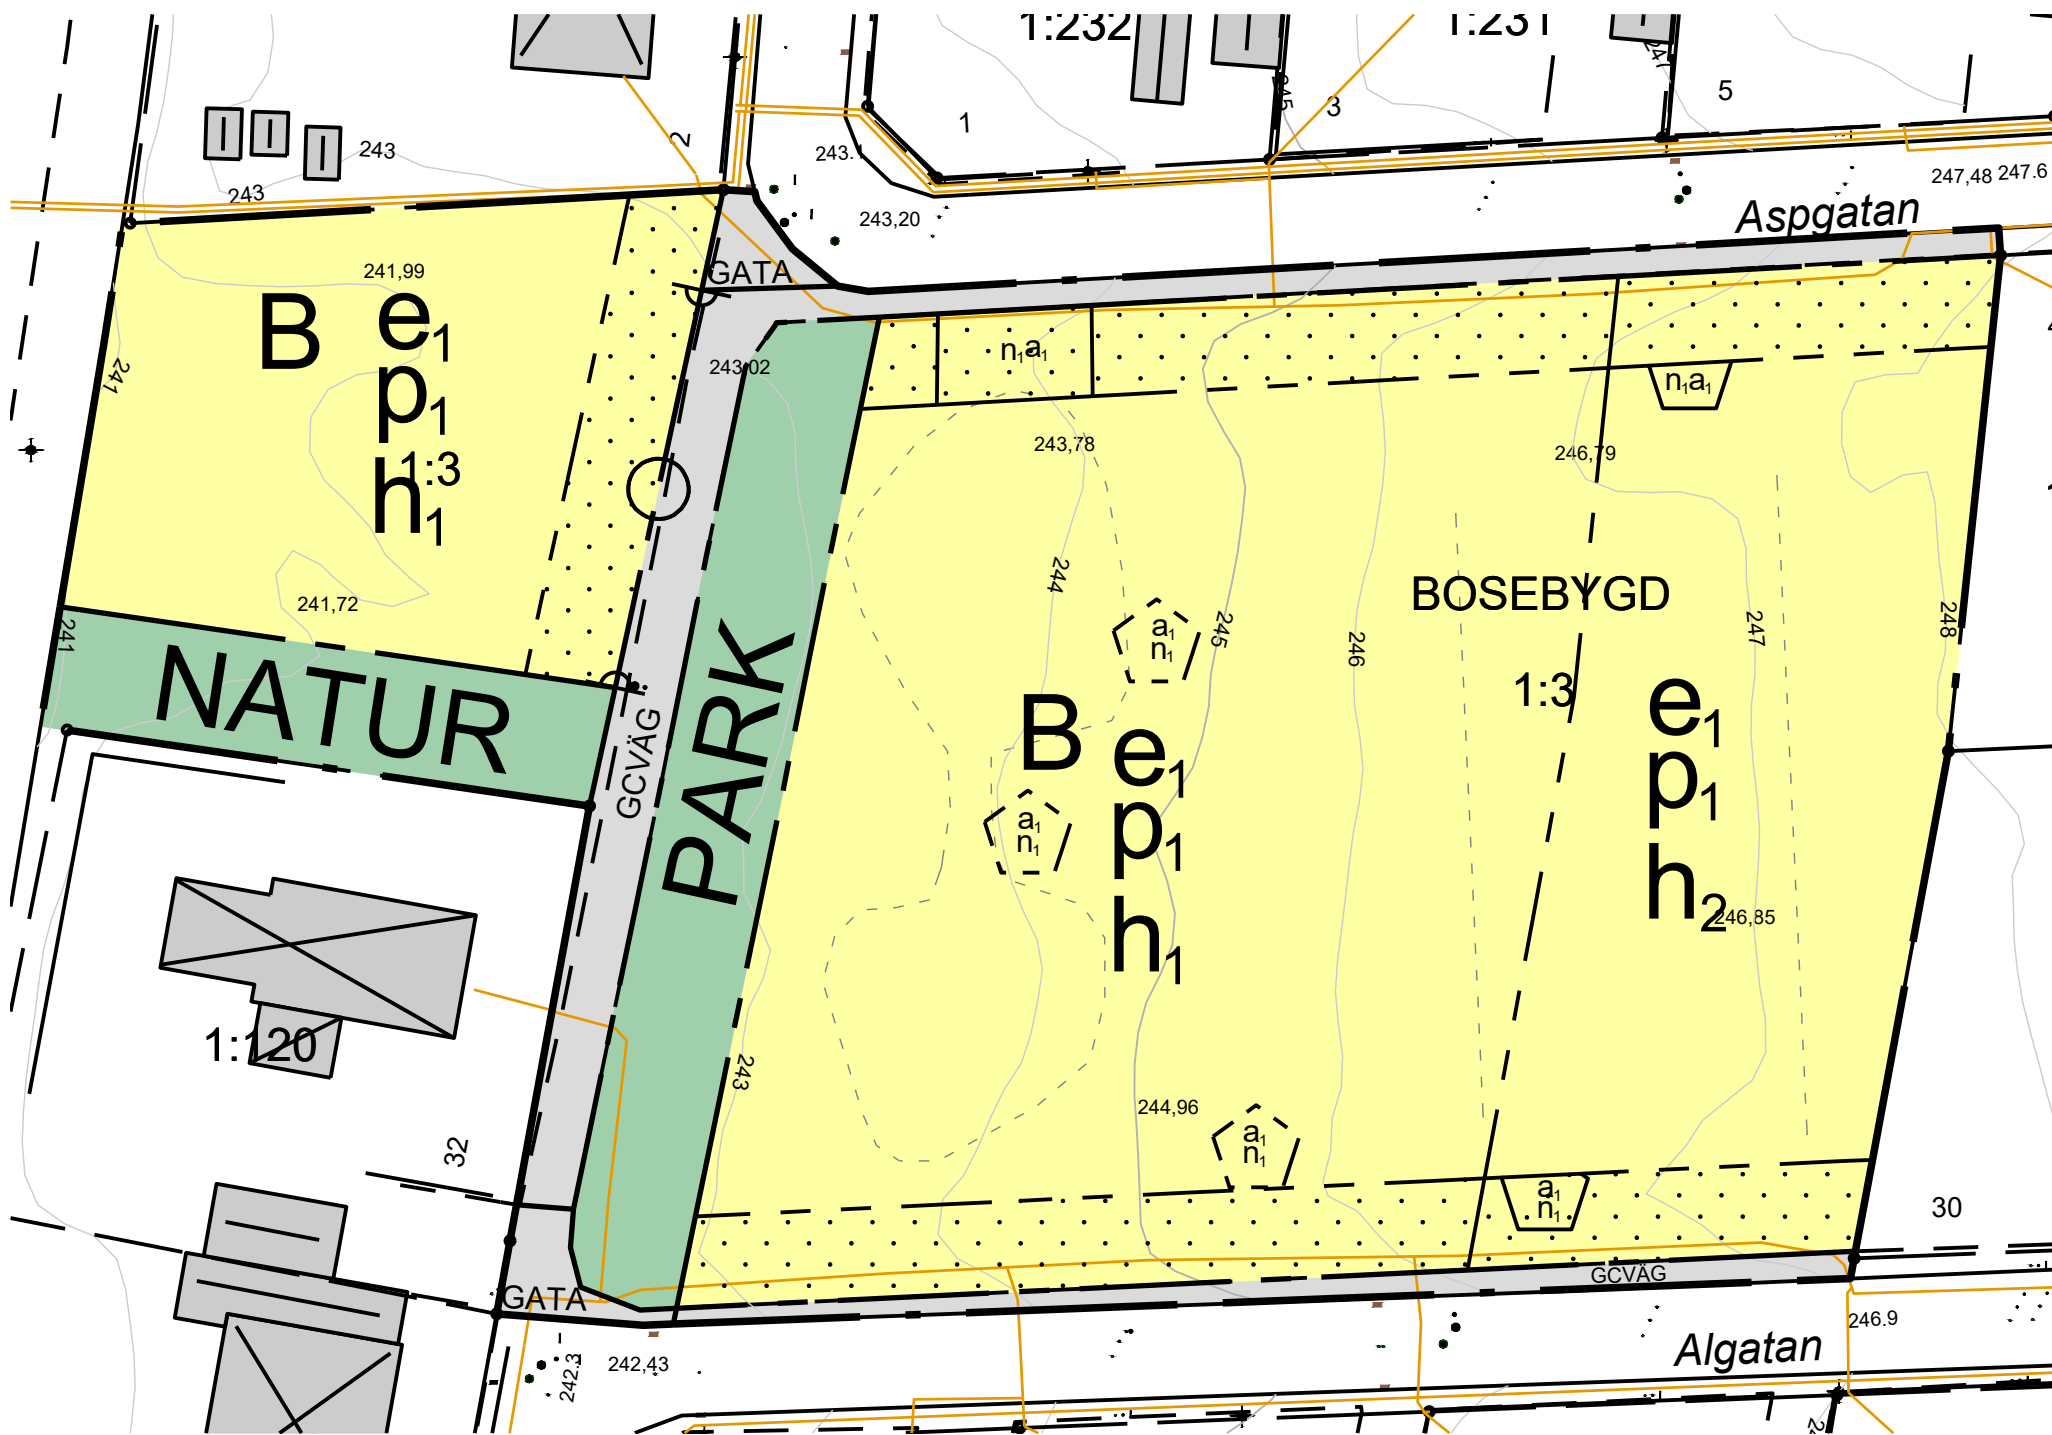 1:232
1:231
247
5
245
3
1
2
243
243.1
243
247,48 247.6
243,20
Aspgatan
241,99
GATA
B e1
p1
1:3
h1
241
243,02
n1a1
n1a1
243,78
246,79
244
BOSEBYGD
241,72
241
a1
n1
245
246
247
248
NATUR
PARK
1:3
GCVÄG
B e1
p1
h1
e1
p1
h2
246,85
a1
n1
1:120
243
244,96
32
a1
n1
a1
n1
30
GATA
GCVÄG
246.9
Algatan
242.3
242,43